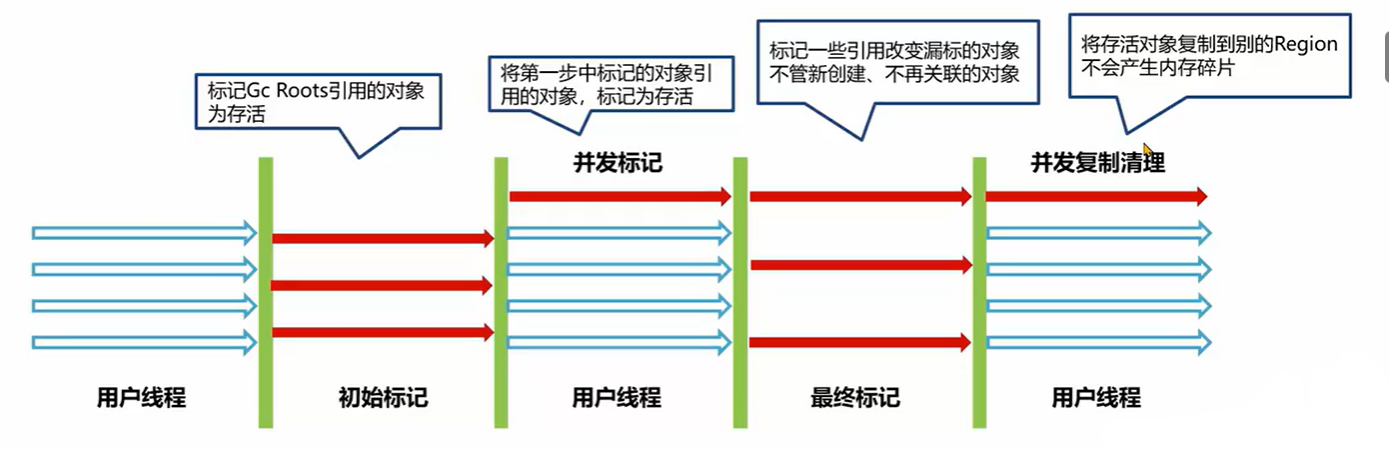 标记Gc Roots引用的对象
为存活
将第一步中标记的对象引
用的对象，标记为存活
标记一些引用改变漏标的对象
不管新创建、不再关联的对象
将存活对象复制到别的Region
不会产生内存碎片
并发标记
并发复制清理
用户线程
初始标记
用户线程
最终标记
用户线程